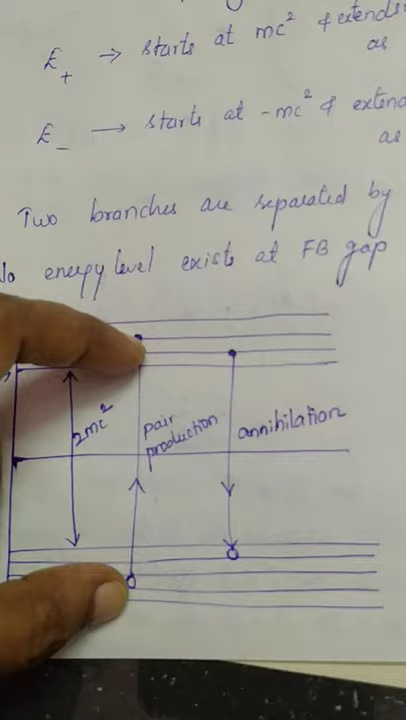 E₊ → starts at mc² & extends
as
E₋ → starts at -mc² & extend
as
Two branches are separated by
No energy level exists at FB gap
2mc²
pair production
annihilation